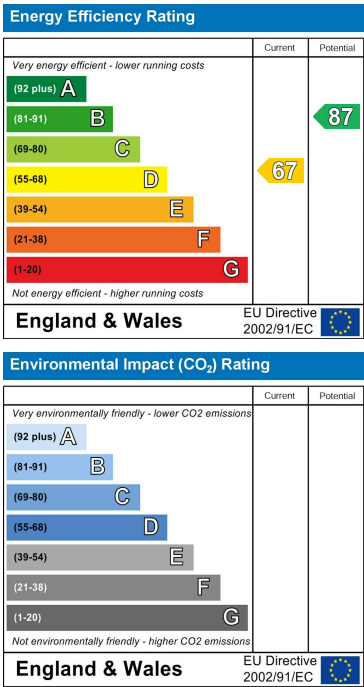 Energy Efficiency Rating
Current Potential
Very energy efficient - lower running costs
(92 plus) A
(81-91) B
87
(69-80) C
(55-68) D
67
(39-54) E
(21-38) F
(1-20) G
Not energy efficient - higher running costs
England & Wales
EU Directive
2002/91/EC
Environmental Impact (CO₂) Rating
Current Potential
Very environmentally friendly - lower CO2 emissions
(92 plus) A
(81-91) B
(69-80) C
(55-68) D
(39-54) E
(21-38) F
(1-20) G
Not environmentally friendly - higher CO2 emissions
England & Wales
EU Directive
2002/91/EC